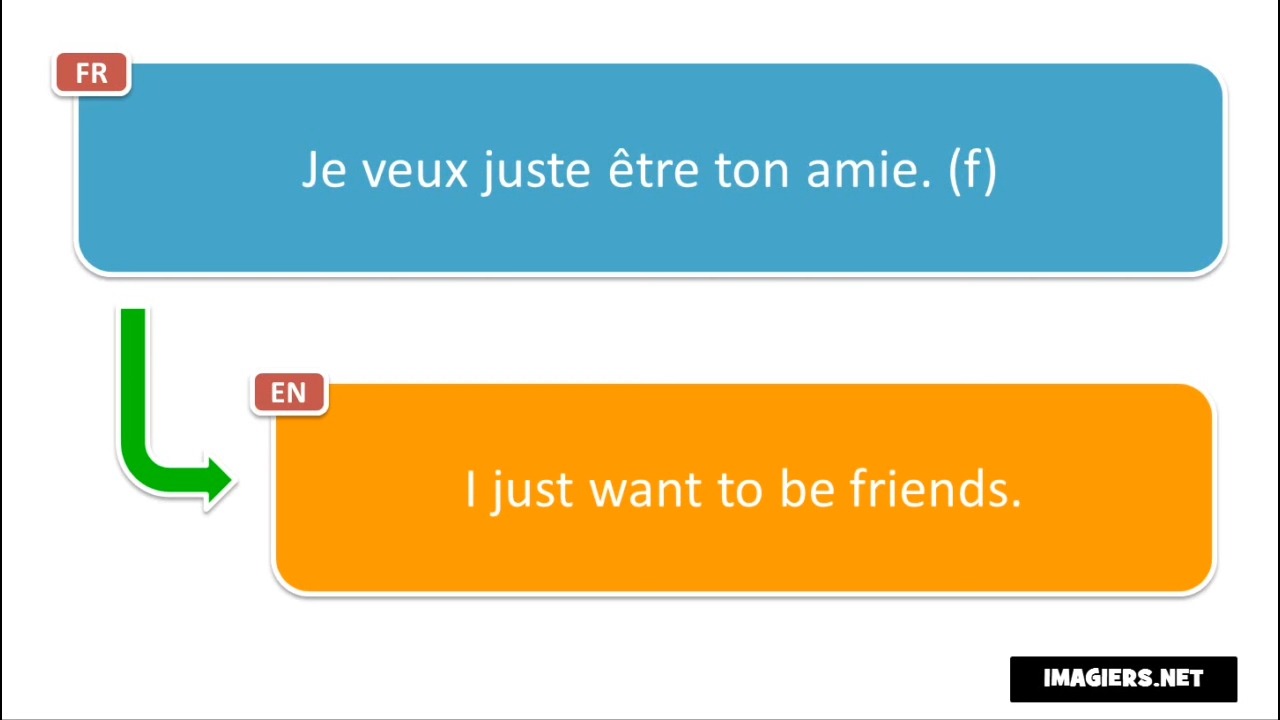 FR
Je veux juste être ton amie. (f)
EN
I just want to be friends.
IMAGIERS.NET